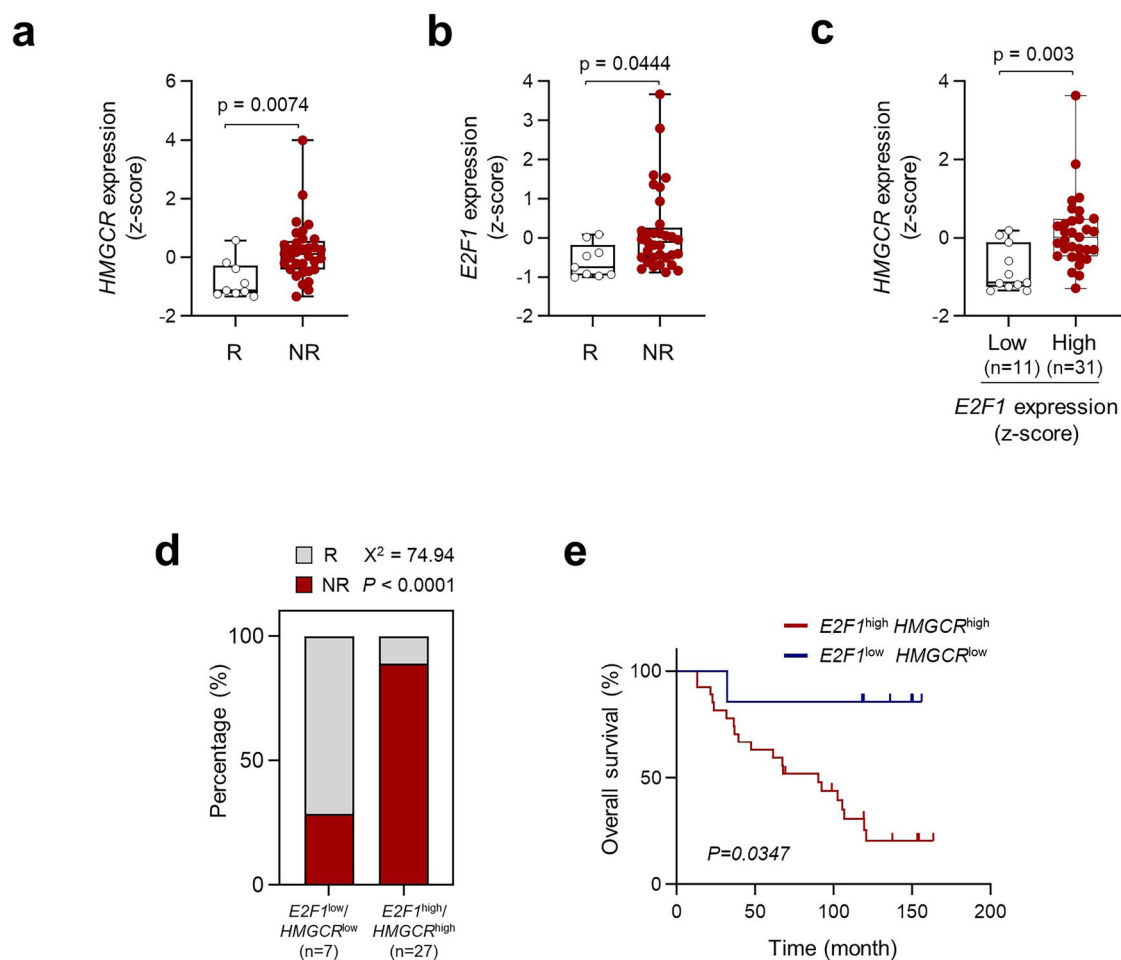 a
p = 0.0074
HMGCR expression
(z-score)
6
4
2
0
-2
R NR
b
p = 0.0444
E2F1 expression
(z-score)
4
3
2
1
0
-1
-2
R NR
c
p = 0.003
HMGCR expression
(z-score)
4
2
0
-2
Low High
(n=11) (n=31)
E2F1 expression
(z-score)
d
R X² = 74.94
NR P < 0.0001
Percentage (%)
100
50
0
E2F1low/ E2F1high/
HMGCRlow HMGCRhigh
(n=7) (n=27)
e
E2F1high HMGCRhigh
E2F1low HMGCRlow
Overall survival (%)
100
50
0
P=0.0347
0 50 100 150 200
Time (month)